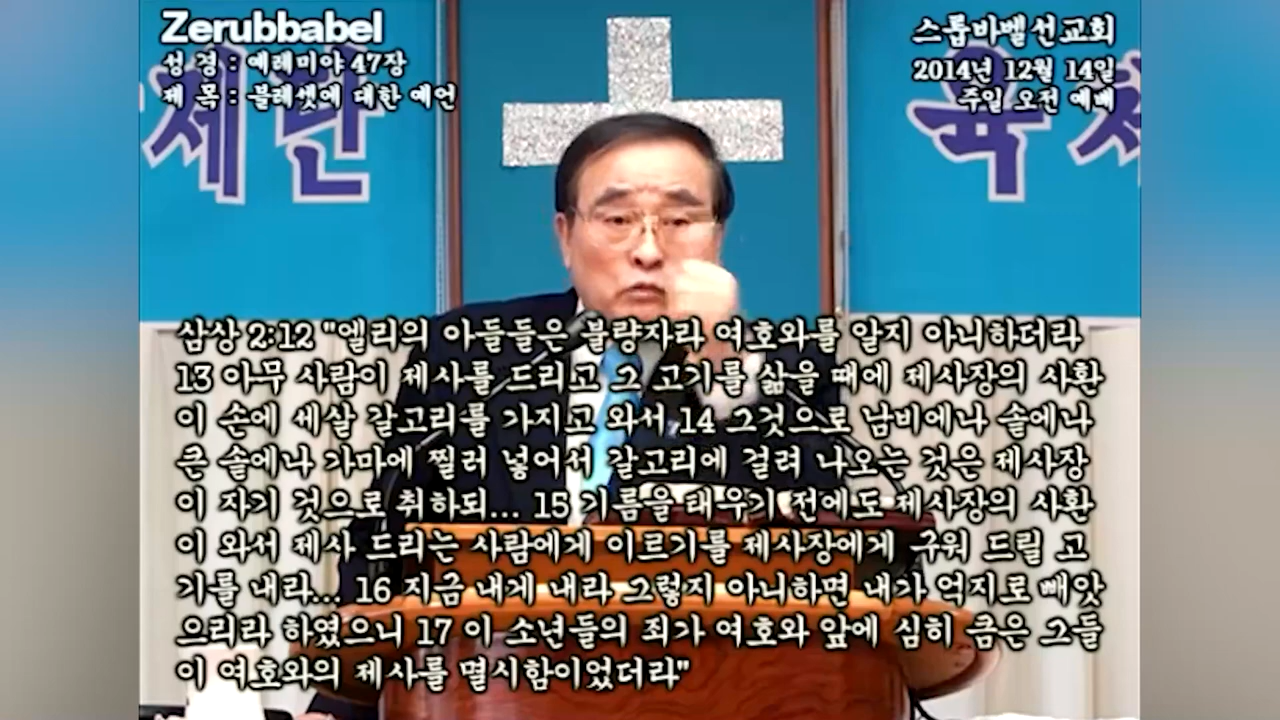 Zerubbabel
성 경 : 예레미야 47장
제 목 : 블레셋에 대한 예언
스룹바벨선교회
2014년 12월 14일
주일 오전 예배
제단
육
삼상 2:12 "엘리의 아들들은 불량자라 여호와를 알지 아니하더라
13 아무 사람이 제사를 드리고 그 고기를 삶을 때에 제사장의 사환
이 손에 세살 갈고리를 가지고 와서 14 그것으로 남비에나 솥에나
큰 솥에나 가마에 찔러 넣어서 갈고리에 걸려 나오는 것은 제사장
이 자기 것으로 취하되... 15 기름을 태우기 전에도 제사장의 사환
이 와서 제사 드리는 사람에게 이르기를 제사장에게 구워 드릴 고
기를 내라... 16 지금 내게 내라 그렇지 아니하면 내가 억지로 빼앗
으리라 하였으니 17 이 소년들의 죄가 여호와 앞에 심히 큼은 그들
이 여호와의 제사를 멸시함이었더라"